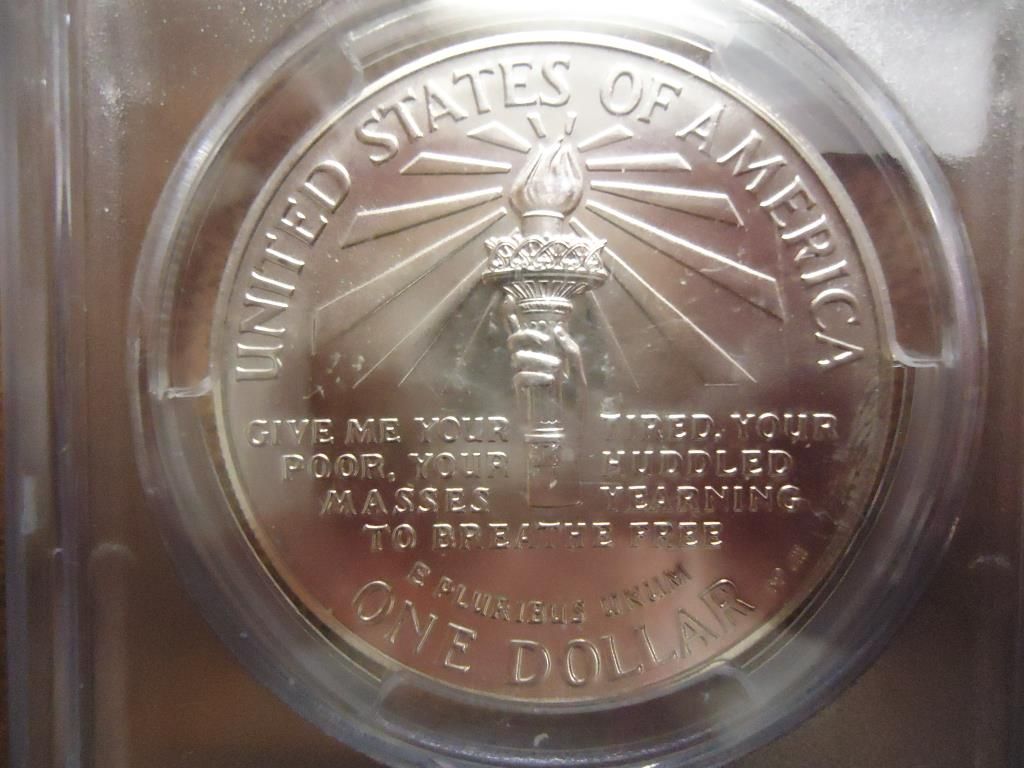 UNITED STATES OF AMERICA
GIVE ME YOUR TIRED, YOUR
POOR, YOUR HUDDLED
MASSES YEARNING
TO BREATHE FREE
E PLURIBUS UNUM
ONE DOLLAR